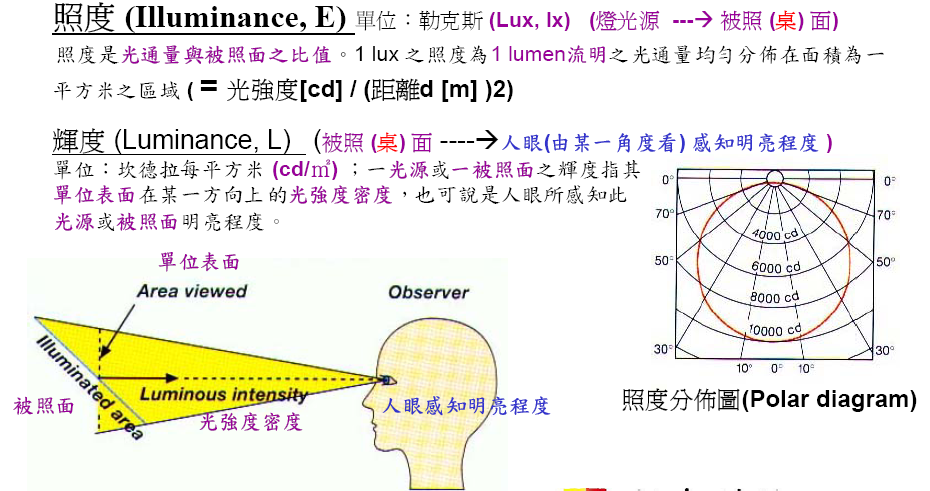 照度 (Illuminance, E) 單位：勒克斯 (Lux, lx) (燈光源 ---→ 被照 (桌) 面)
照度是光通量與被照面之比值。1 lux 之照度為1 lumen流明之光通量均勻分佈在面積為一
平方米之區域 ( = 光強度[cd] / (距離d [m] )2)
輝度 (Luminance, L) (被照 (桌) 面 ----→人眼(由某一角度看) 感知明亮程度 )
單位：坎德拉每平方米 (cd/㎡) ；一光源或一被照面之輝度指其
單位表面在某一方向上的光強度密度，也可說是人眼所感知此
光源或被照面明亮程度。
單位表面
Area viewed
Observer
Illuminated area
Luminous intensity
被照面
光強度密度
人眼感知明亮程度
0° 0°
70° 70°
4000 cd
50° 50°
6000 cd
8000 cd
10000 cd
30° 30°
10° 0° 10°
照度分佈圖(Polar diagram)